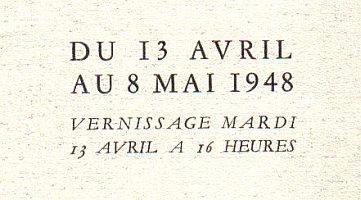 DU 13 AVRIL
AU 8 MAI 1948
VERNISSAGE MARDI
13 AVRIL A 16 HEURES